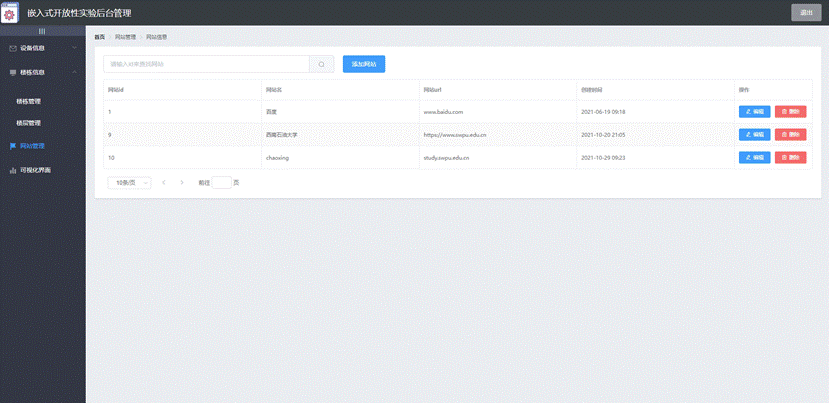 嵌入式开放性实验后台管理
退出
设备信息
楼栋信息
楼栋管理
楼层管理
网站管理
可视化界面
首页 > 网站管理 > 网站信息
请输入id来查找网站
添加网站
网站id 网站名 网站url 创建时间 操作
1 百度 www.baidu.com 2021-06-19 09:18 编辑 删除
9 西南石油大学 https://www.swpu.edu.cn 2021-10-20 21:05 编辑 删除
10 chaoxing study.swpu.edu.cn 2021-10-29 09:23 编辑 删除
10条/页 前往 页